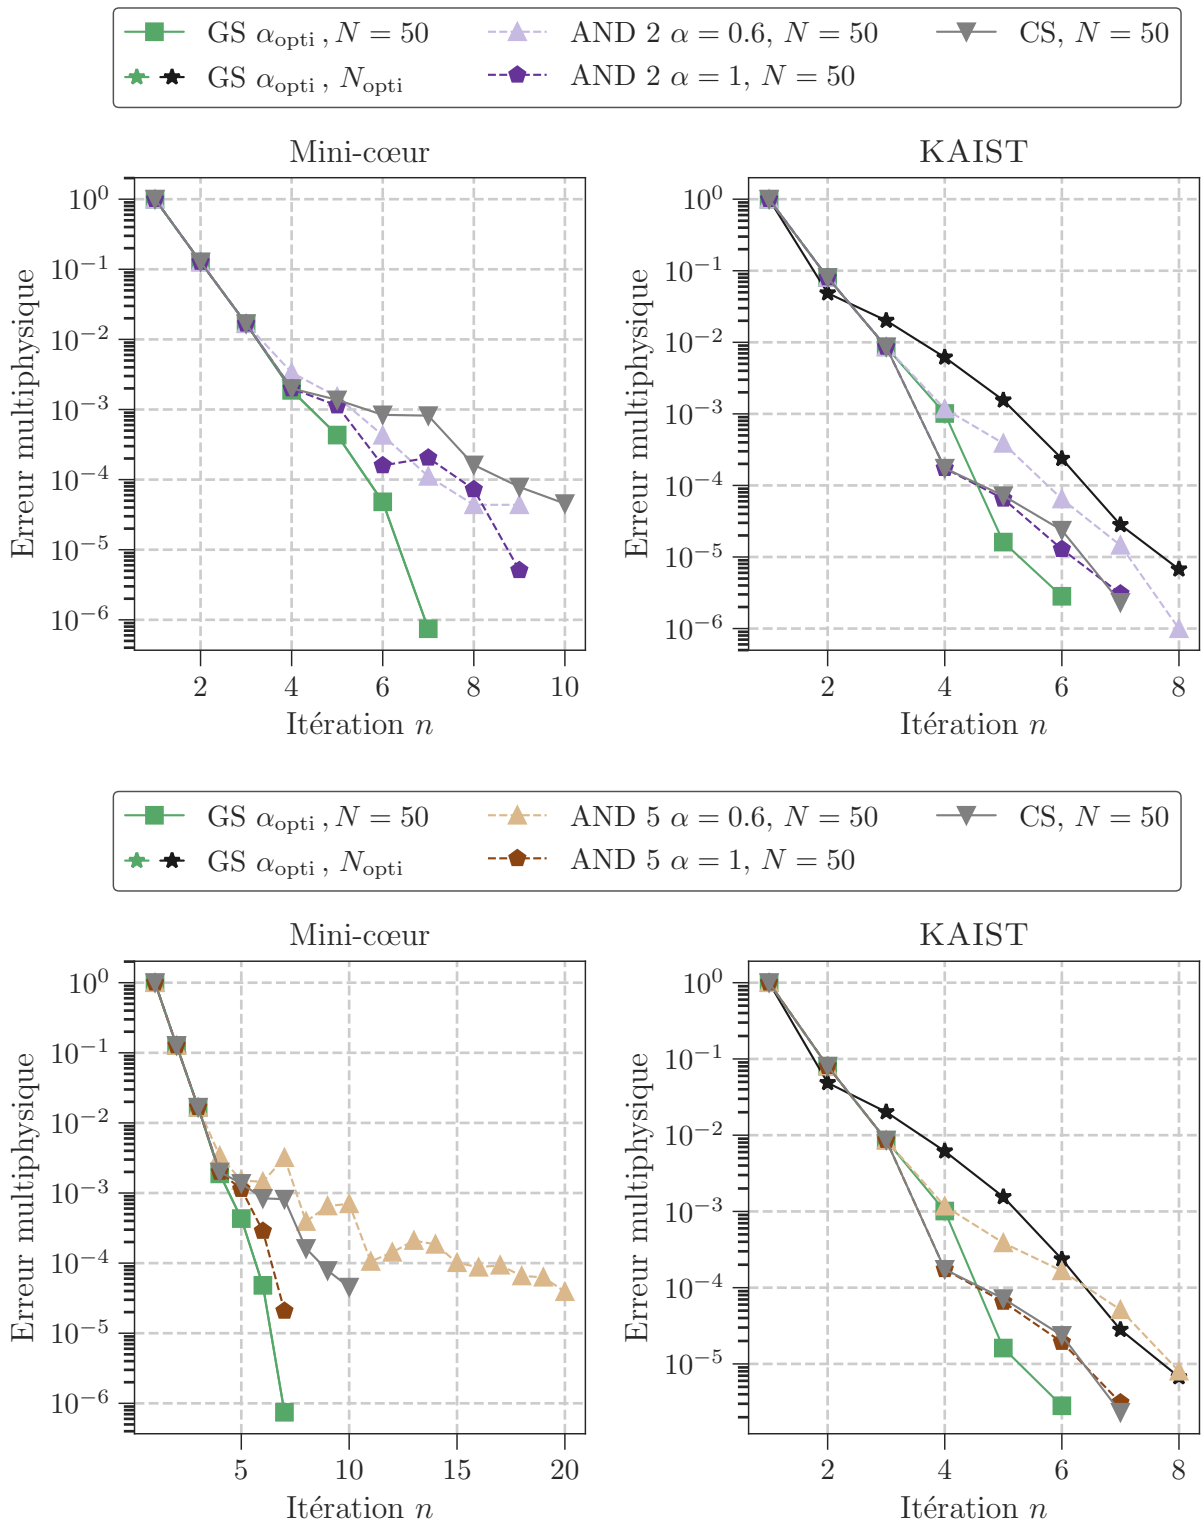 GS α_opti , N = 50
GS α_opti , N_opti
AND 2 α = 0.6, N = 50
AND 2 α = 1, N = 50
CS, N = 50
Mini-cœur
10^0
10^−1
10^−2
10^−3
10^−4
10^−5
10^−6
Erreur multiphysique
2 4 6 8 10
Itération n
KAIST
10^0
10^−1
10^−2
10^−3
10^−4
10^−5
10^−6
Erreur multiphysique
2 4 6 8
Itération n
GS α_opti , N = 50
GS α_opti , N_opti
AND 5 α = 0.6, N = 50
AND 5 α = 1, N = 50
CS, N = 50
Mini-cœur
10^0
10^−1
10^−2
10^−3
10^−4
10^−5
10^−6
Erreur multiphysique
5 10 15 20
Itération n
KAIST
10^0
10^−1
10^−2
10^−3
10^−4
10^−5
Erreur multiphysique
2 4 6 8
Itération n